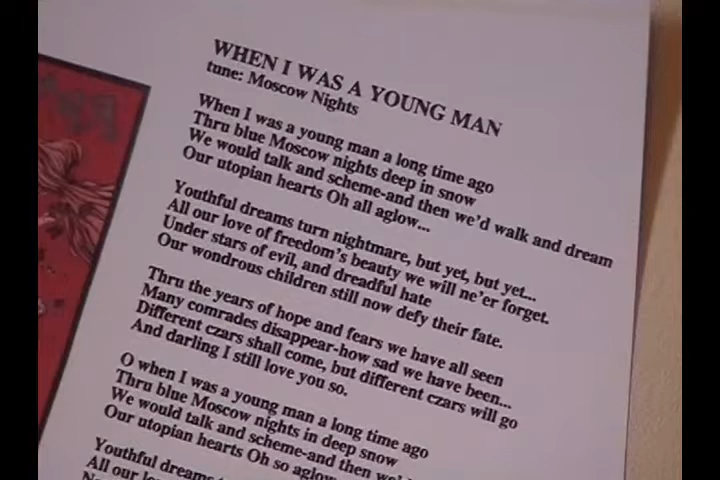 WHEN I WAS A YOUNG MAN
tune: Moscow Nights
When I was a young man a long time ago
Thru blue Moscow nights deep in snow
We would talk and scheme-and then we'd walk and dream
Our utopian hearts Oh all aglow...
Youthful dreams turn nightmare, but yet, but yet...
All our love of freedom's beauty we will ne'er forget.
Under stars of evil, and dreadful hate
Our wondrous children still now defy their fate.
Thru the years of hope and fears we have all seen
Many comrades disappear-how sad we have been...
Different czars shall come, but different czars will go
And darling I still love you so.
O when I was a young man a long time ago
Thru blue Moscow nights in deep snow
We would talk and scheme-and then we'd
Our utopian hearts Oh so aglow
Youthful dreams
All our